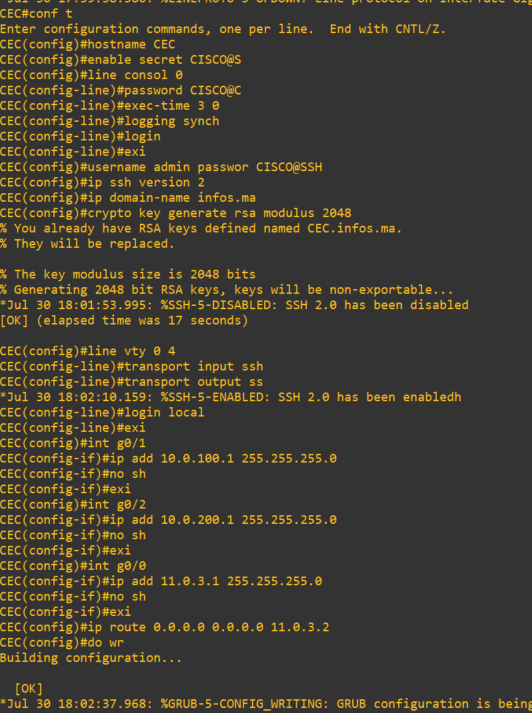 CEC#conf t
Enter configuration commands, one per line.  End with CNTL/Z.
CEC(config)#hostname CEC
CEC(config)#enable secret CISCO@S
CEC(config)#line consol 0
CEC(config-line)#password CISCO@C
CEC(config-line)#exec-time 3 0
CEC(config-line)#logging synch
CEC(config-line)#login
CEC(config-line)#exi
CEC(config)#username admin passwor CISCO@SSH
CEC(config)#ip ssh version 2
CEC(config)#ip domain-name infos.ma
CEC(config)#crypto key generate rsa modulus 2048
% You already have RSA keys defined named CEC.infos.ma.
% They will be replaced.

% The key modulus size is 2048 bits
% Generating 2048 bit RSA keys, keys will be non-exportable...
*Jul 30 18:01:53.995: %SSH-5-DISABLED: SSH 2.0 has been disabled
[OK] (elapsed time was 17 seconds)

CEC(config)#line vty 0 4
CEC(config-line)#transport input ssh
CEC(config-line)#transport output ss
*Jul 30 18:02:10.159: %SSH-5-ENABLED: SSH 2.0 has been enabledh
CEC(config-line)#login local
CEC(config-line)#exi
CEC(config)#int g0/1
CEC(config-if)#ip add 10.0.100.1 255.255.255.0
CEC(config-if)#no sh
CEC(config-if)#exi
CEC(config)#int g0/2
CEC(config-if)#ip add 10.0.200.1 255.255.255.0
CEC(config-if)#no sh
CEC(config-if)#exi
CEC(config)#int g0/0
CEC(config-if)#ip add 11.0.3.1 255.255.255.0
CEC(config-if)#no sh
CEC(config-if)#exi
CEC(config)#ip route 0.0.0.0 0.0.0.0 11.0.3.2
CEC(config)#do wr
Building configuration...

  [OK]
*Jul 30 18:02:37.968: %GRUB-5-CONFIG_WRITING: GRUB configuration is being